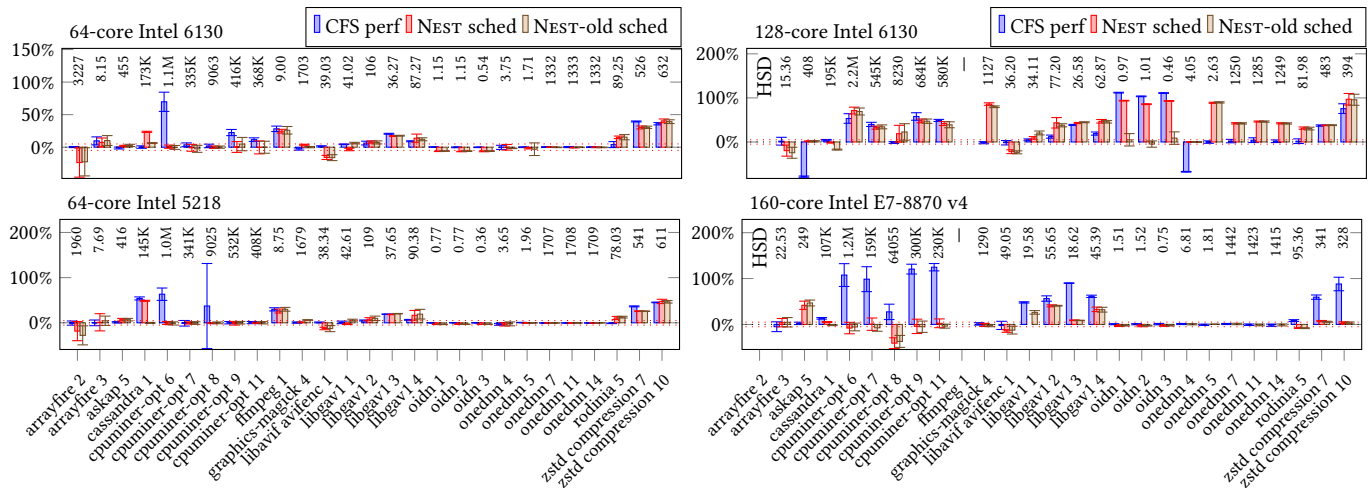 CFS perf NEST sched NEST-old sched
CFS perf NEST sched NEST-old sched
64-core Intel 6130
150%
100%
50%
0%
3227
8.15
455
173K
1.1M
335K
9063
416K
368K
9.00
1703
39.03
41.02
106
36.27
87.27
1.15
1.15
0.54
3.75
1.71
1332
1333
1332
89.25
526
632
128-core Intel 6130
200%
100%
0%
HSD
15.36
408
195K
2.2M
545K
8230
684K
580K
—
1127
36.20
34.11
77.20
26.58
62.87
0.97
1.01
0.46
4.05
2.63
1250
1285
1249
81.98
483
394
64-core Intel 5218
200%
100%
0%
1960
7.69
416
145K
1.0M
341K
9025
532K
408K
8.75
1679
38.34
42.61
109
37.65
90.38
0.77
0.77
0.36
3.65
1.96
1707
1708
1709
78.03
541
611
160-core Intel E7-8870 v4
200%
100%
0%
HSD
22.53
249
107K
1.2M
159K
64055
300K
230K
—
1290
49.05
19.58
55.65
18.62
45.39
1.51
1.52
0.75
6.81
1.81
1442
1423
1415
95.36
341
328
arrayfire 2
arrayfire 3
askap 5
cassandra 1
cpuminer-opt 6
cpuminer-opt 7
cpuminer-opt 8
cpuminer-opt 9
cpuminer-opt 11
ffmpeg 1
graphics-magick 4
libavif avifenc 1
libgav1 1
libgav1 2
libgav1 3
libgav1 4
oidn 1
oidn 2
oidn 3
onednn 4
onednn 5
onednn 7
onednn 11
onednn 14
rodinia 5
zstd compression 7
zstd compression 10
arrayfire 2
arrayfire 3
askap 5
cassandra 1
cpuminer-opt 6
cpuminer-opt 7
cpuminer-opt 8
cpuminer-opt 9
cpuminer-opt 11
ffmpeg 1
graphics-magick 4
libavif avifenc 1
libgav1 1
libgav1 2
libgav1 3
libgav1 4
oidn 1
oidn 2
oidn 3
onednn 4
onednn 5
onednn 7
onednn 11
onednn 14
rodinia 5
zstd compression 7
zstd compression 10